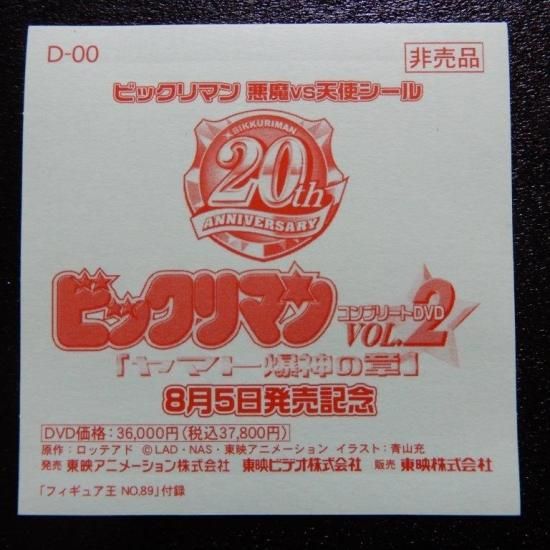 D-00
非売品
ビックリマン 悪魔VS天使シール
BIKKURIMAN
20th
ANNIVERSARY
ビックリマン
コンプリートDVD
VOL.2
「ヤマト爆神の章」
8月5日発売記念
DVD価格：36,000円（税込37,800円）
原作：ロッテアド ©LAD・NAS・東映アニメーション イラスト：青山充
発売 東映アニメーション株式会社 東映ビデオ株式会社 販売 東映株式会社
「フィギュア王 NO.89」付録